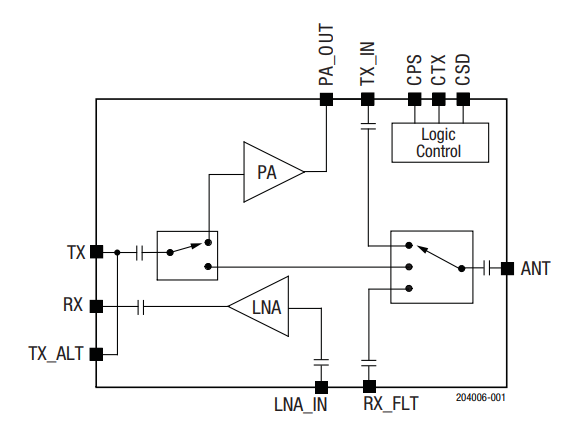 PA_OUT
TX_IN
CPS
CTX
CSD
Logic
Control
PA
TX
ANT
RX
LNA
TX_ALT
LNA_IN
RX_FLT
204006-001